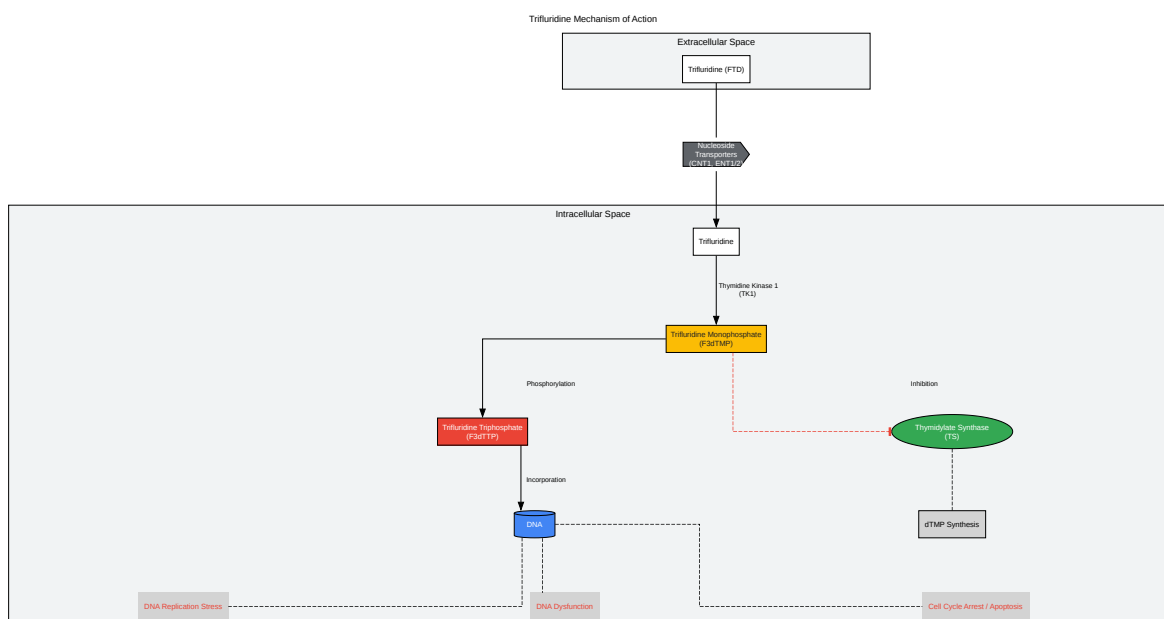 Trifluridine Mechanism of Action
Extracellular Space
Trifluridine (FTD)
Nucleoside
Transporters
(CNT1, ENT1/2)
Intracellular Space
Trifluridine
Thymidine Kinase 1
(TK1)
Trifluridine Monophosphate
(F3dTMP)
Phosphorylation
Inhibition
Trifluridine Triphosphate
(F3dTTP)
Thymidylate Synthase
(TS)
Incorporation
DNA
dTMP Synthesis
DNA Replication Stress
DNA Dysfunction
Cell Cycle Arrest / Apoptosis